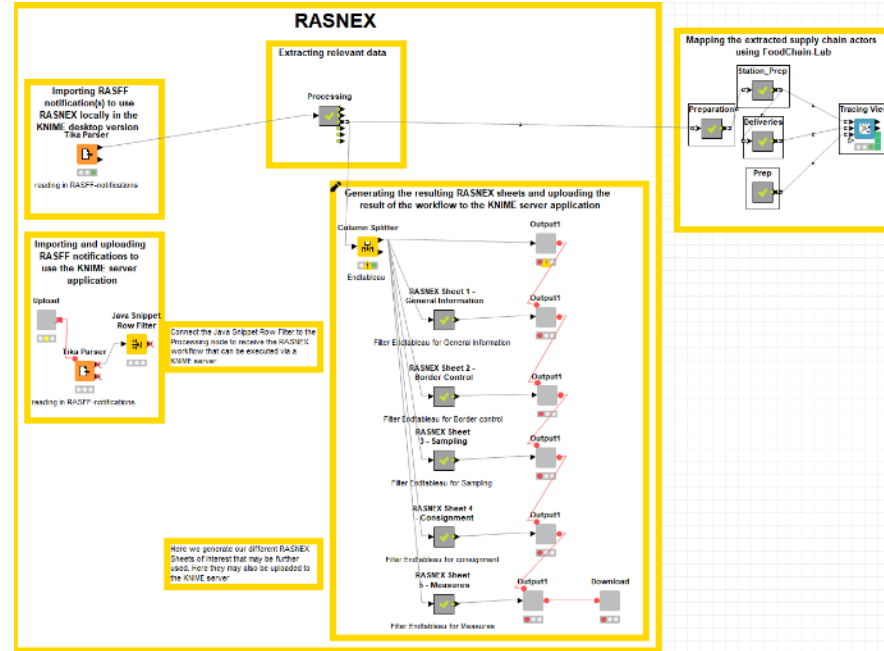 RASNEX
Extracting relevant data
Processing
Importing RASFF
notification(s) to use
RASNEX locally in the
KNIME desktop version
Tika Parser
reading in RASFF-notifications
Importing and uploading
RASFF notifications to
use the KNIME server
application
Upload
Java Snippet
Row Filter
Tika Parser
reading in RASFF-notifications
Connect the Java Snippet Row Filter to the
Processing node to receive the RASNEX
workflow that can be executed via a
KNIME server
Here we generate our different RASNEX
Sheets of interest that may be further
used. Here they may also be uploaded to
the KNIME server
Generating the resulting RASNEX sheets and uploading the
result of the workflow to the KNIME server application
Column Splitter
Endtableau
Output1
RASNEX Sheet 1 -
General Information
Filter Endtableau for General Information
Output1
RASNEX Sheet 2 -
Border Control
Filter Endtableau for Border control
Output1
RASNEX Sheet
3 - Sampling
Filter Endtableau for Sampling
Output1
RASNEX Sheet 4
- Consignment
Filter Endtableau for consignment
Output1
RASNEX Sheet
5 - Measures
Filter Endtableau for Measures
Output1
Download
Mapping the extracted supply chain actors
using FoodChain-Lab
Station_Prep
Preparation
Deliveries
Prep
Tracing View